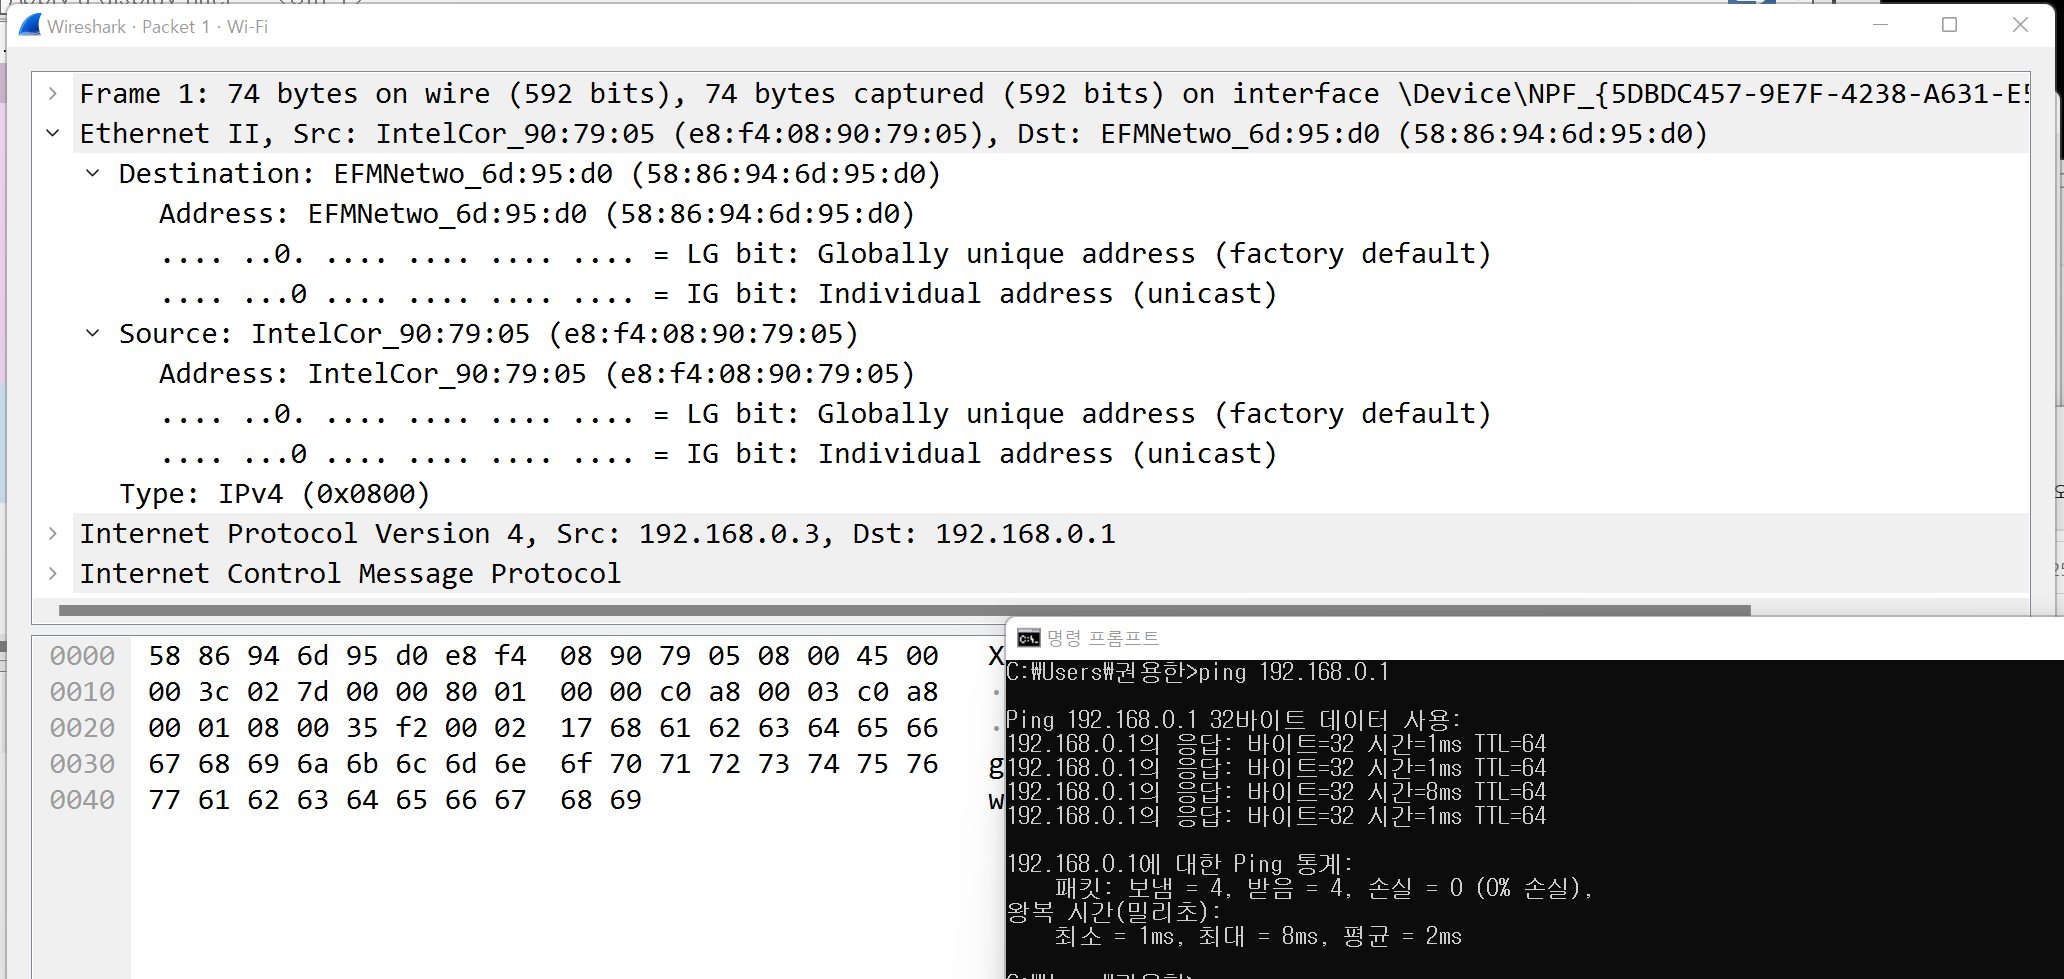 Wireshark · Packet 1 · Wi-Fi
Frame 1: 74 bytes on wire (592 bits), 74 bytes captured (592 bits) on interface \Device\NPF_{5DBDC457-9E7F-4238-A631-E5
Ethernet II, Src: IntelCor_90:79:05 (e8:f4:08:90:79:05), Dst: EFMNetwo_6d:95:d0 (58:86:94:6d:95:d0)
Destination: EFMNetwo_6d:95:d0 (58:86:94:6d:95:d0)
Address: EFMNetwo_6d:95:d0 (58:86:94:6d:95:d0)
.... ..0. .... .... .... .... = LG bit: Globally unique address (factory default)
.... ...0 .... .... .... .... = IG bit: Individual address (unicast)
Source: IntelCor_90:79:05 (e8:f4:08:90:79:05)
Address: IntelCor_90:79:05 (e8:f4:08:90:79:05)
.... ..0. .... .... .... .... = LG bit: Globally unique address (factory default)
.... ...0 .... .... .... .... = IG bit: Individual address (unicast)
Type: IPv4 (0x0800)
Internet Protocol Version 4, Src: 192.168.0.3, Dst: 192.168.0.1
Internet Control Message Protocol
0000 58 86 94 6d 95 d0 e8 f4 08 90 79 05 08 00 45 00 X
0010 00 3c 02 7d 00 00 80 01 00 00 c0 a8 00 03 c0 a8 ·
0020 00 01 08 00 35 f2 00 02 17 68 61 62 63 64 65 66 ·
0030 67 68 69 6a 6b 6c 6d 6e 6f 70 71 72 73 74 75 76 g
0040 77 61 62 63 64 65 66 67 68 69 w
명령 프롬프트
C:\Users\권용한>ping 192.168.0.1
Ping 192.168.0.1 32바이트 데이터 사용:
192.168.0.1의 응답: 바이트=32 시간=1ms TTL=64
192.168.0.1의 응답: 바이트=32 시간=1ms TTL=64
192.168.0.1의 응답: 바이트=32 시간=8ms TTL=64
192.168.0.1의 응답: 바이트=32 시간=1ms TTL=64
192.168.0.1에 대한 Ping 통계:
패킷: 보냄 = 4, 받음 = 4, 손실 = 0 (0% 손실),
왕복 시간(밀리초):
최소 = 1ms, 최대 = 8ms, 평균 = 2ms